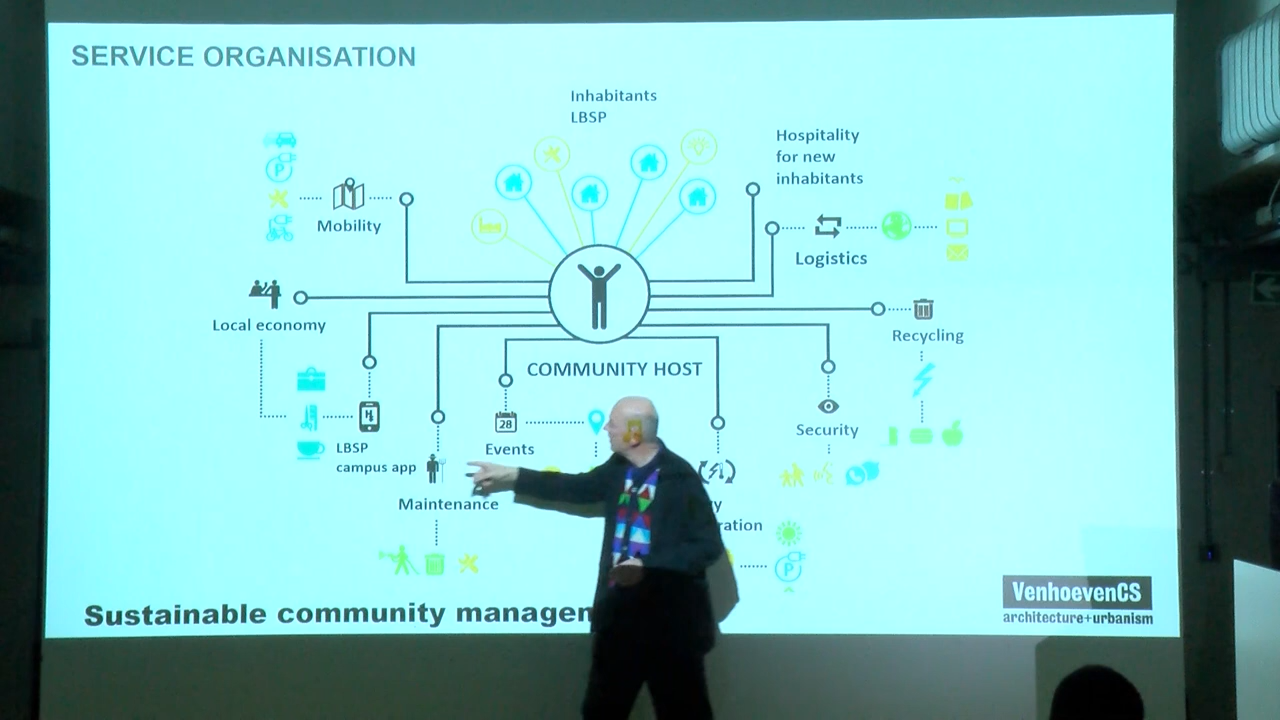 SERVICE ORGANISATION
Inhabitants
LBSP
Hospitality
for new
inhabitants
Mobility
Logistics
Local economy
Recycling
COMMUNITY HOST
28
Events
Security
LBSP
campus app
Maintenance
P
P
Sustainable community
VenhoevenCS
architecture+urbanism